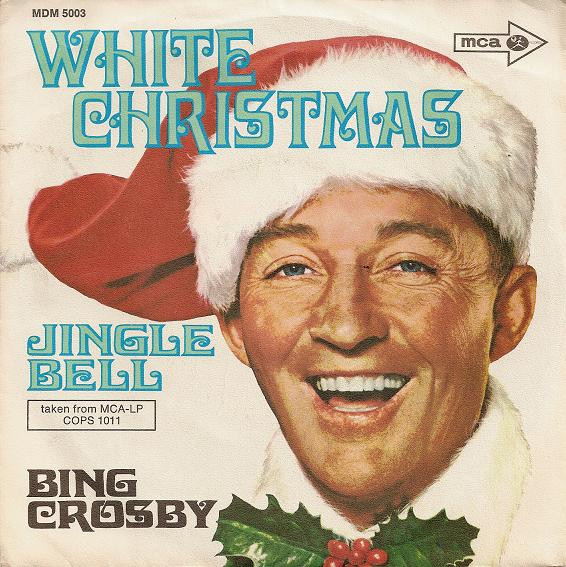 MDM 5003
mca
WHITE
CHRISTMAS
JINGLE
BELL
taken from MCA-LP
COPS 1011
BING
CROSBY